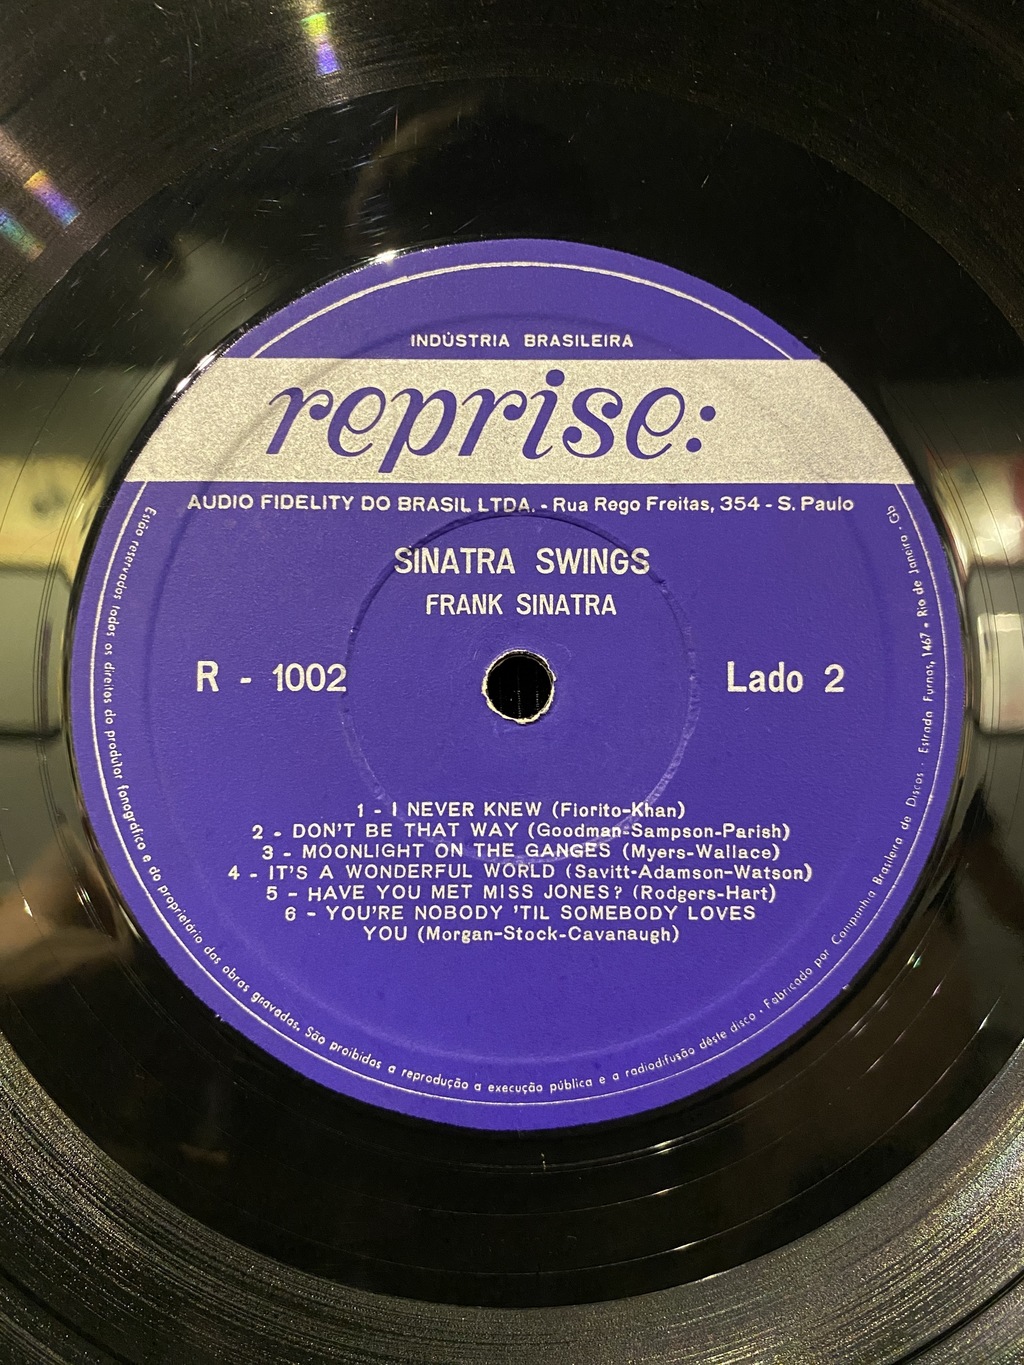 INDÚSTRIA BRASILEIRA
reprise:
AUDIO FIDELITY DO BRASIL LTDA. - Rua Rego Freitas, 354 - S. Paulo
SINATRA SWINGS
FRANK SINATRA
R - 1002
Lado 2
1 - I NEVER KNEW (Fiorito-Khan)
2 - DON'T BE THAT WAY (Goodman-Sampson-Parish)
3 - MOONLIGHT ON THE GANGES (Myers-Wallace)
4 - IT'S A WONDERFUL WORLD (Savitt-Adamson-Watson)
5 - HAVE YOU MET MISS JONES? (Rodgers-Hart)
6 - YOU'RE NOBODY 'TIL SOMEBODY LOVES
YOU (Morgan-Stock-Cavanaugh)
Estão reservados todos os direitos do produtor fonográfico e do proprietário das obras gravadas. São proibidas a reprodução a execução pública e a radiodifusão dêste disco · Fabricado por Companhia Brasileira de Discos · Estrada Furnas, 1467 • Rio de Janeiro - Gb